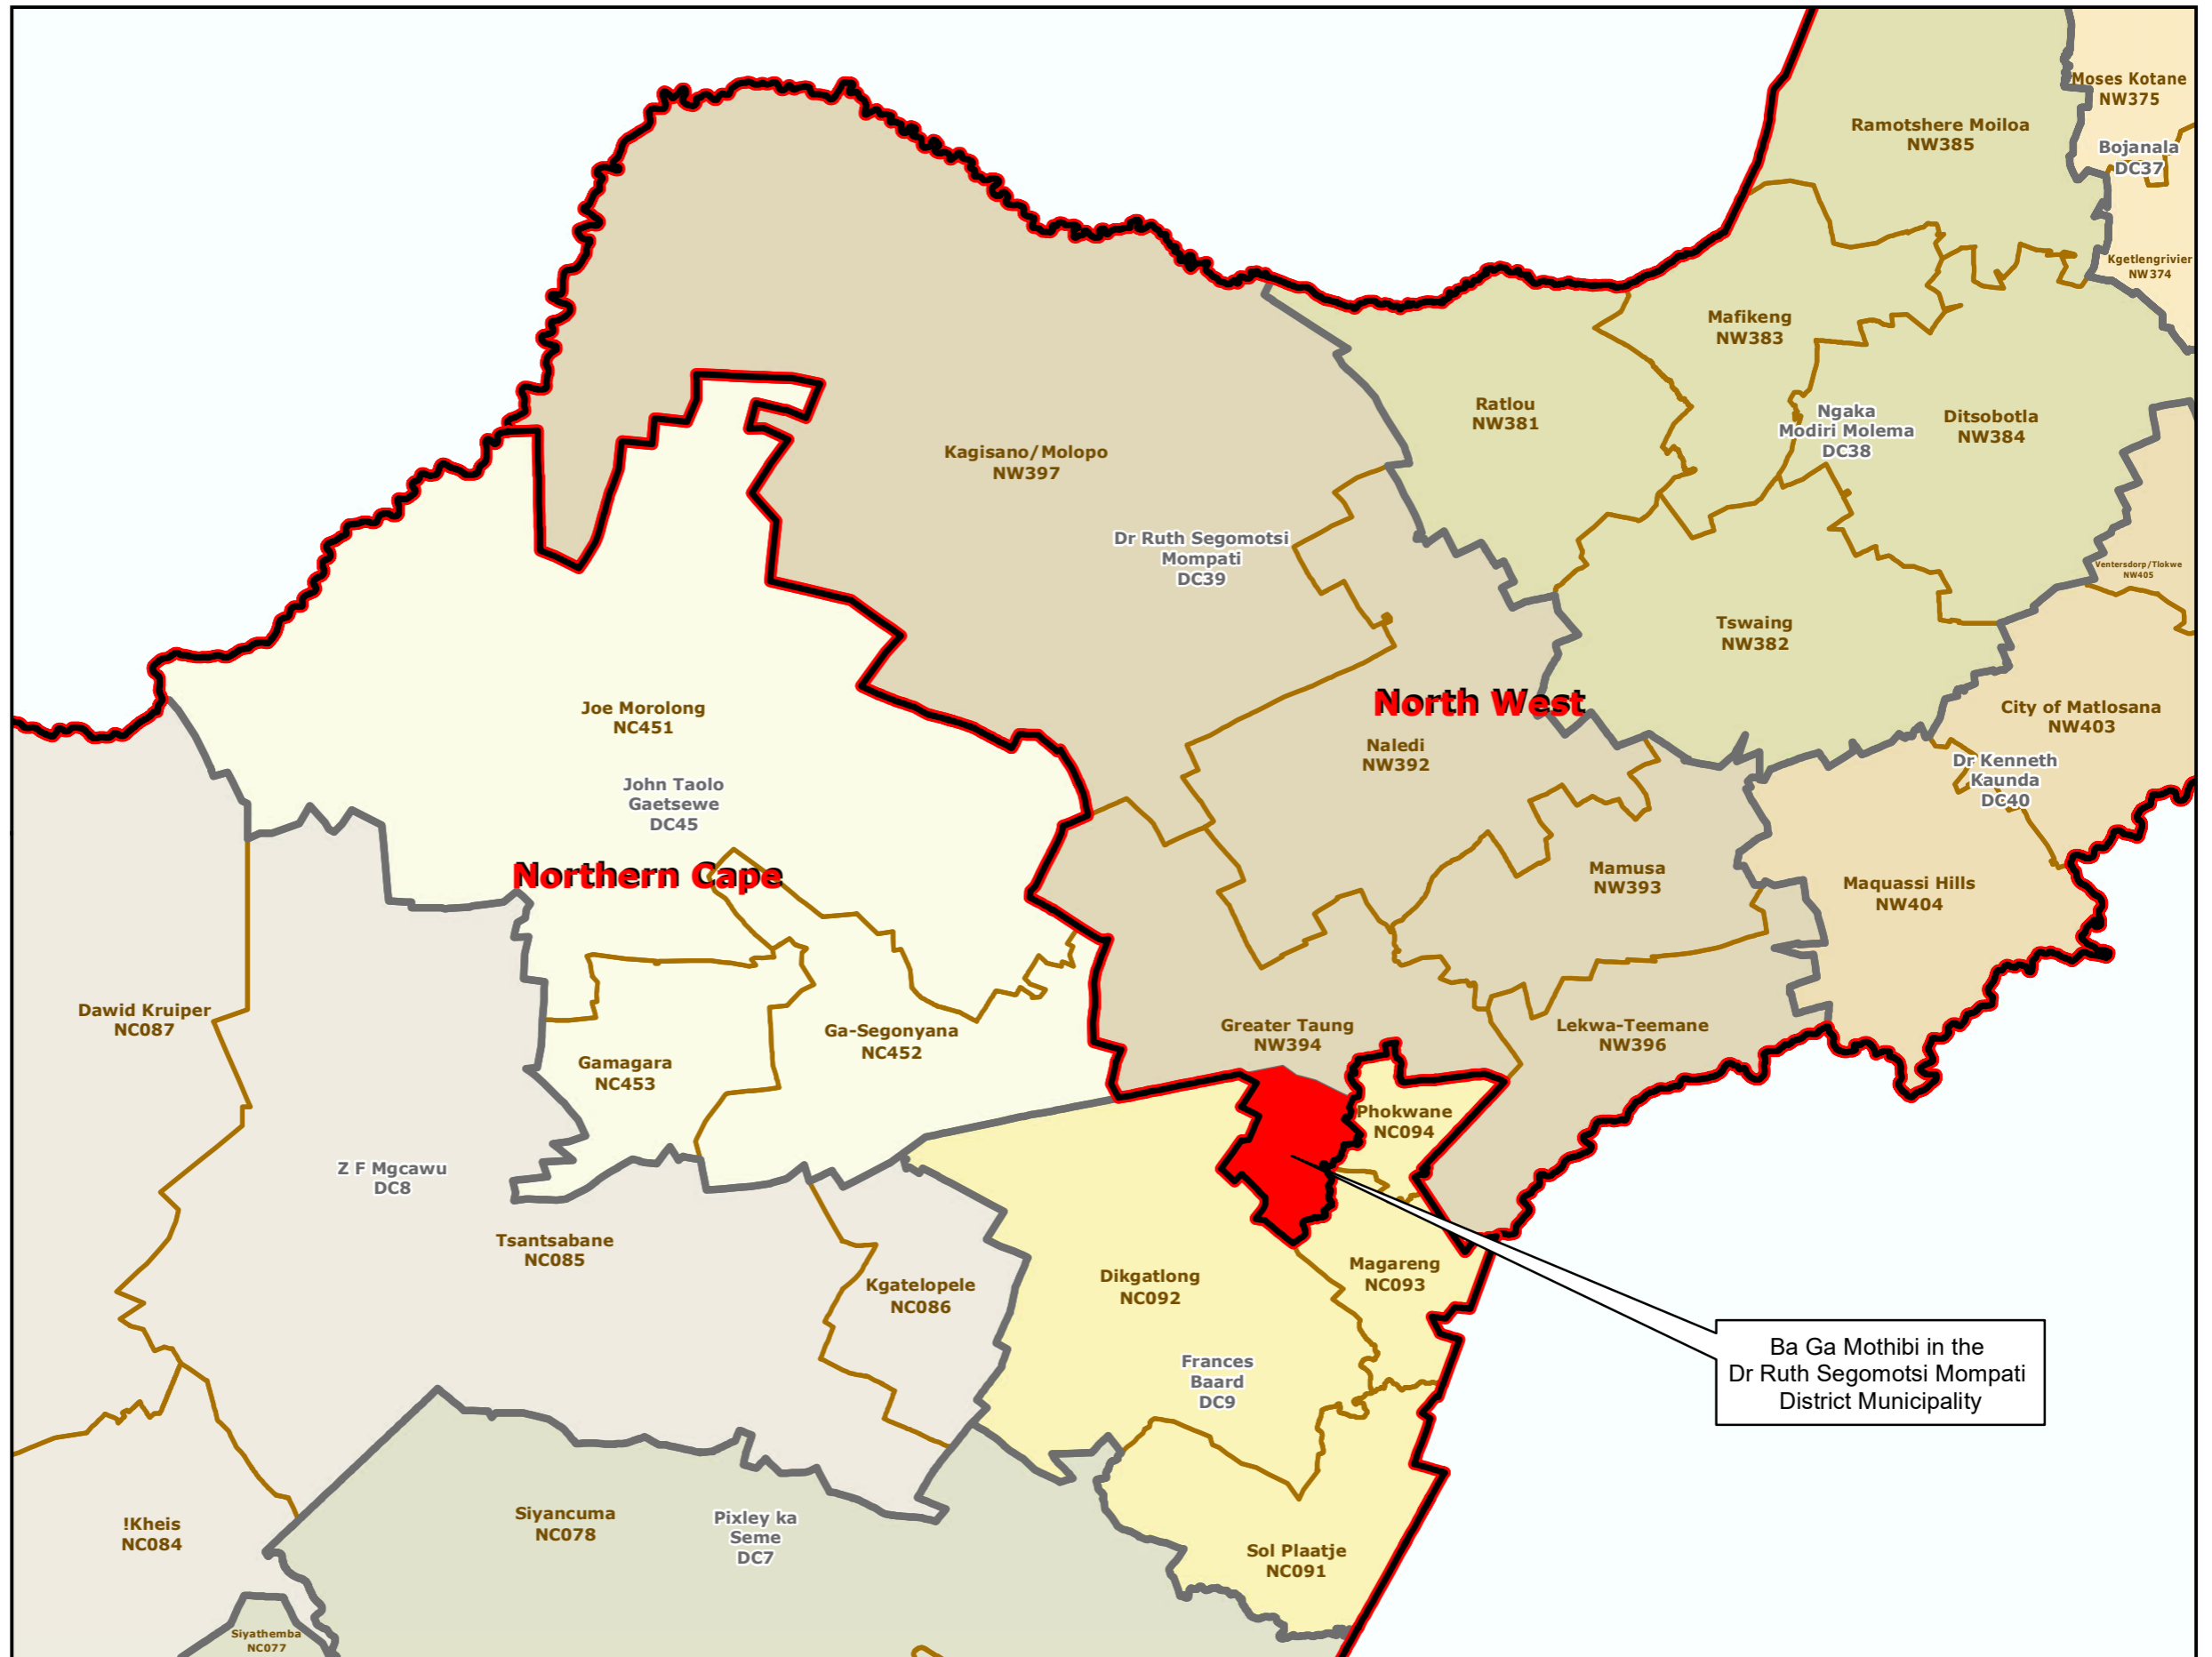 Moses Kotane
NW375
Ramotshere Moiloa
NW385
Bojanala
DC37
Kgetlengrivier
NW374
Mafikeng
NW383
Ratlou
NW381
Ngaka
Modiri Molema
DC38
Ditsobotla
NW384
Kagisano/Molopo
NW397
Dr Ruth Segomotsi
Mompati
DC39
Ventersdorp/Tlokwe
NW405
Tswaing
NW382
North West
City of Matlosana
NW403
Joe Morolong
NC451
Naledi
NW392
Dr Kenneth
Kaunda
DC40
John Taolo
Gaetsewe
DC45
Northern Cape
Mamusa
NW393
Maquassi Hills
NW404
Dawid Kruiper
NC087
Ga-Segonyana
NC452
Greater Taung
NW394
Lekwa-Teemane
NW396
Gamagara
NC453
Phokwane
NC094
Z F Mgcawu
DC8
Tsantsabane
NC085
Kgatelopele
NC086
Dikgatlong
NC092
Magareng
NC093
Ba Ga Mothibi in the
Dr Ruth Segomotsi Mompati
District Municipality
Frances
Baard
DC9
!Kheis
NC084
Siyancuma
NC078
Pixley ka
Seme
DC7
Sol Plaatje
NC091
Siyathemba
NC077